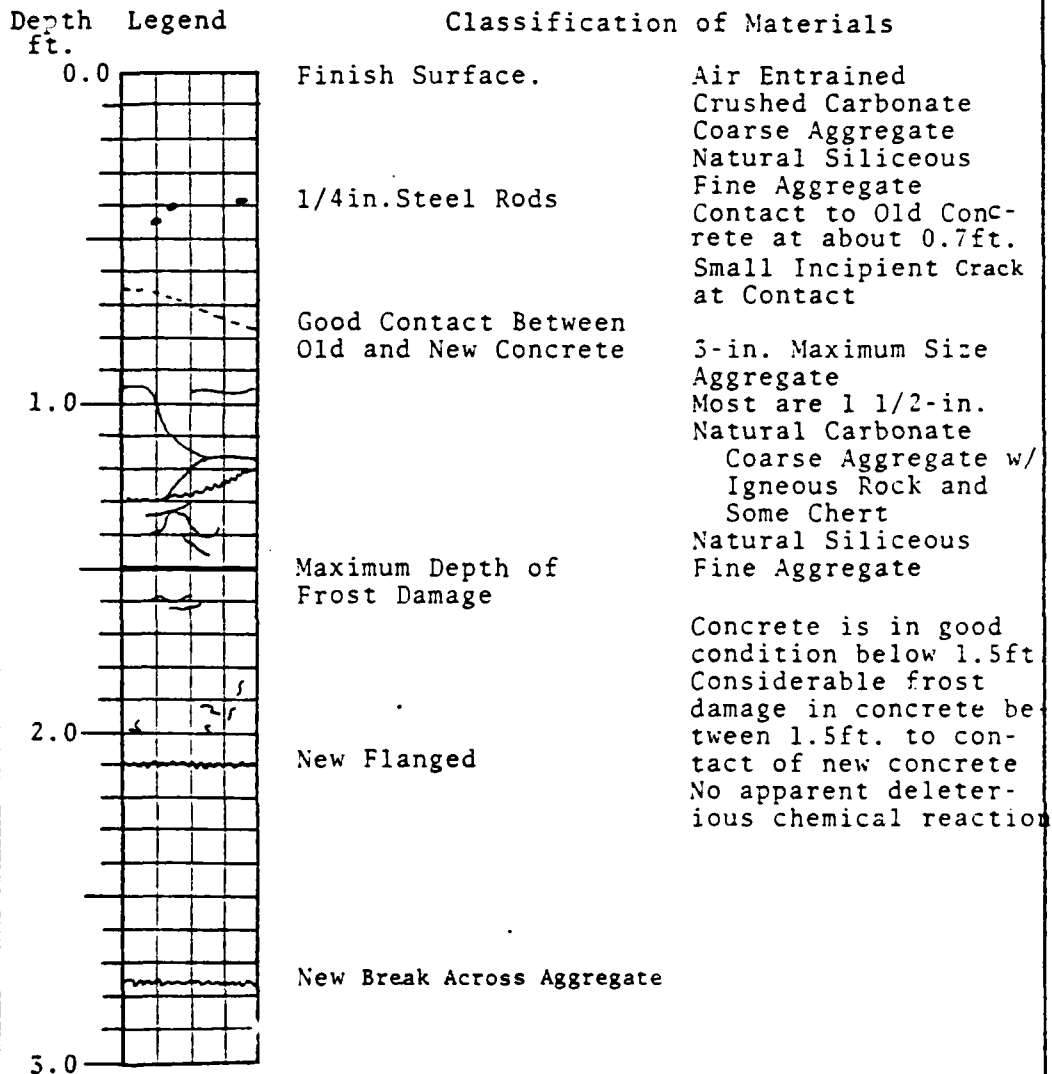 Depth Legend Classification of Materials
ft.
0.0
Finish Surface.
1/4in.Steel Rods
Good Contact Between
Old and New Concrete
1.0
Maximum Depth of
Frost Damage
2.0
New Flanged
New Break Across Aggregate
3.0
Air Entrained
Crushed Carbonate
Coarse Aggregate
Natural Siliceous
Fine Aggregate
Contact to Old Conc-
rete at about 0.7ft.
Small Incipient Crack
at Contact
3-in. Maximum Size
Aggregate
Most are 1 1/2-in.
Natural Carbonate
Coarse Aggregate w/
Igneous Rock and
Some Chert
Natural Siliceous
Fine Aggregate
Concrete is in good
condition below 1.5ft
Considerable frost
damage in concrete be
tween 1.5ft. to con-
tact of new concrete
No apparent deleter-
ious chemical reaction